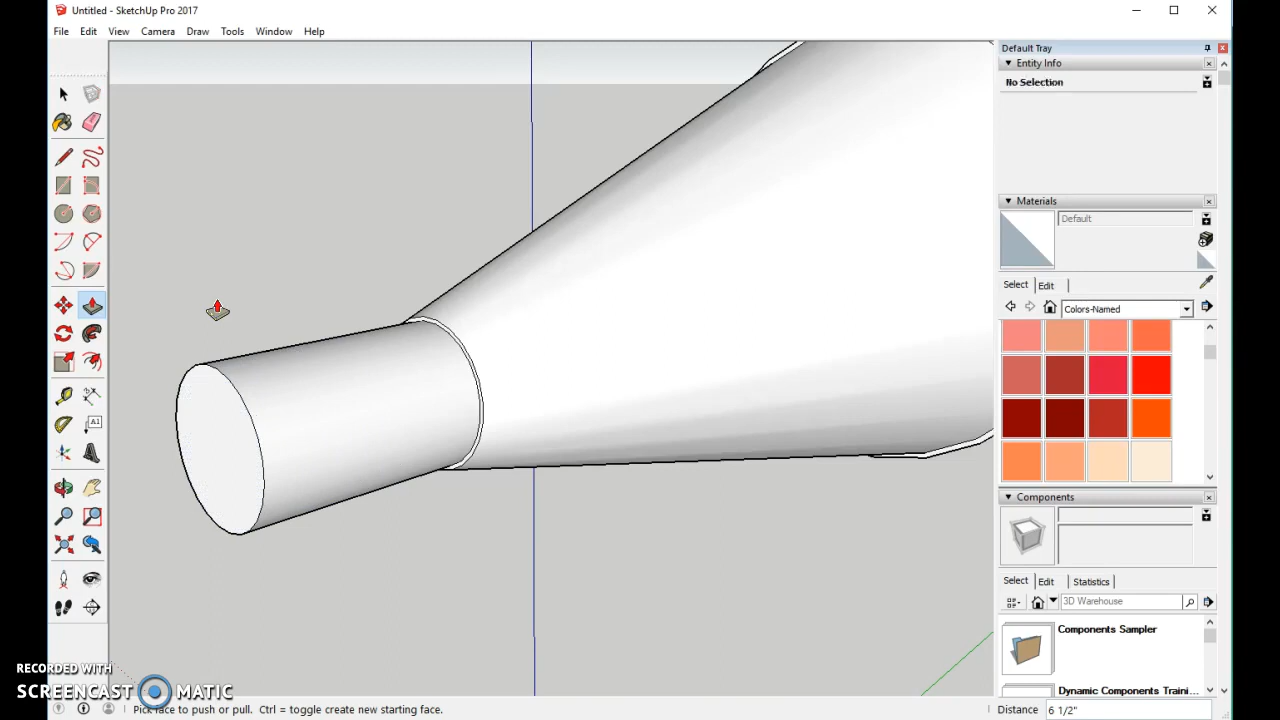 Untitled - SketchUp Pro 2017
File Edit View Camera Draw Tools Window Help
Default Tray
Entity Info
No Selection
Materials
Default
Select Edit
Colors-Named
A1
Components
Select Edit Statistics
3D Warehouse
Components Sampler
Dynamic Components Traini...
RECORDED WITH
SCREENCAST MATIC
Pick face to push or pull. Ctrl = toggle create new starting face.
Distance 6 1/2"